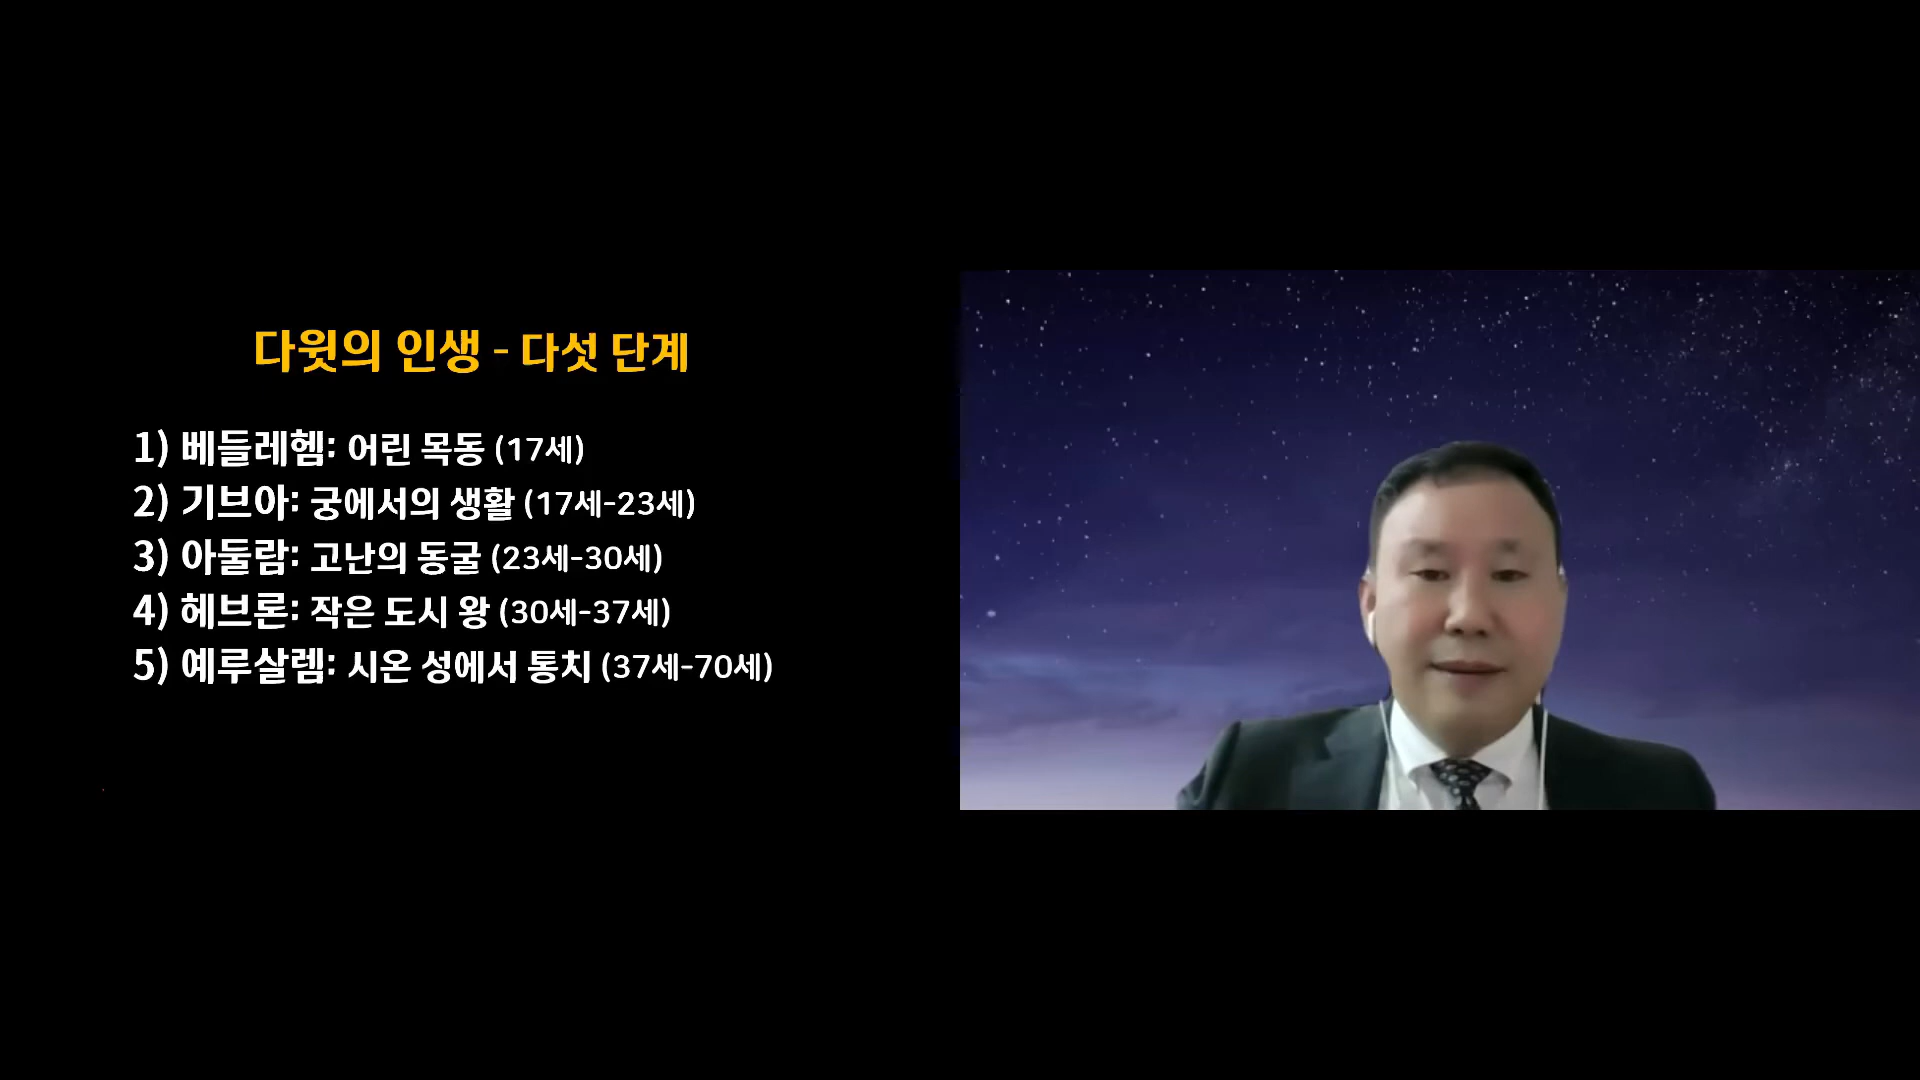 다윗의 인생 - 다섯 단계
1) 베들레헴: 어린 목동 (17세)
2) 기브아: 궁에서의 생활 (17세-23세)
3) 아둘람: 고난의 동굴 (23세-30세)
4) 헤브론: 작은 도시 왕 (30세-37세)
5) 예루살렘: 시온 성에서 통치 (37세-70세)